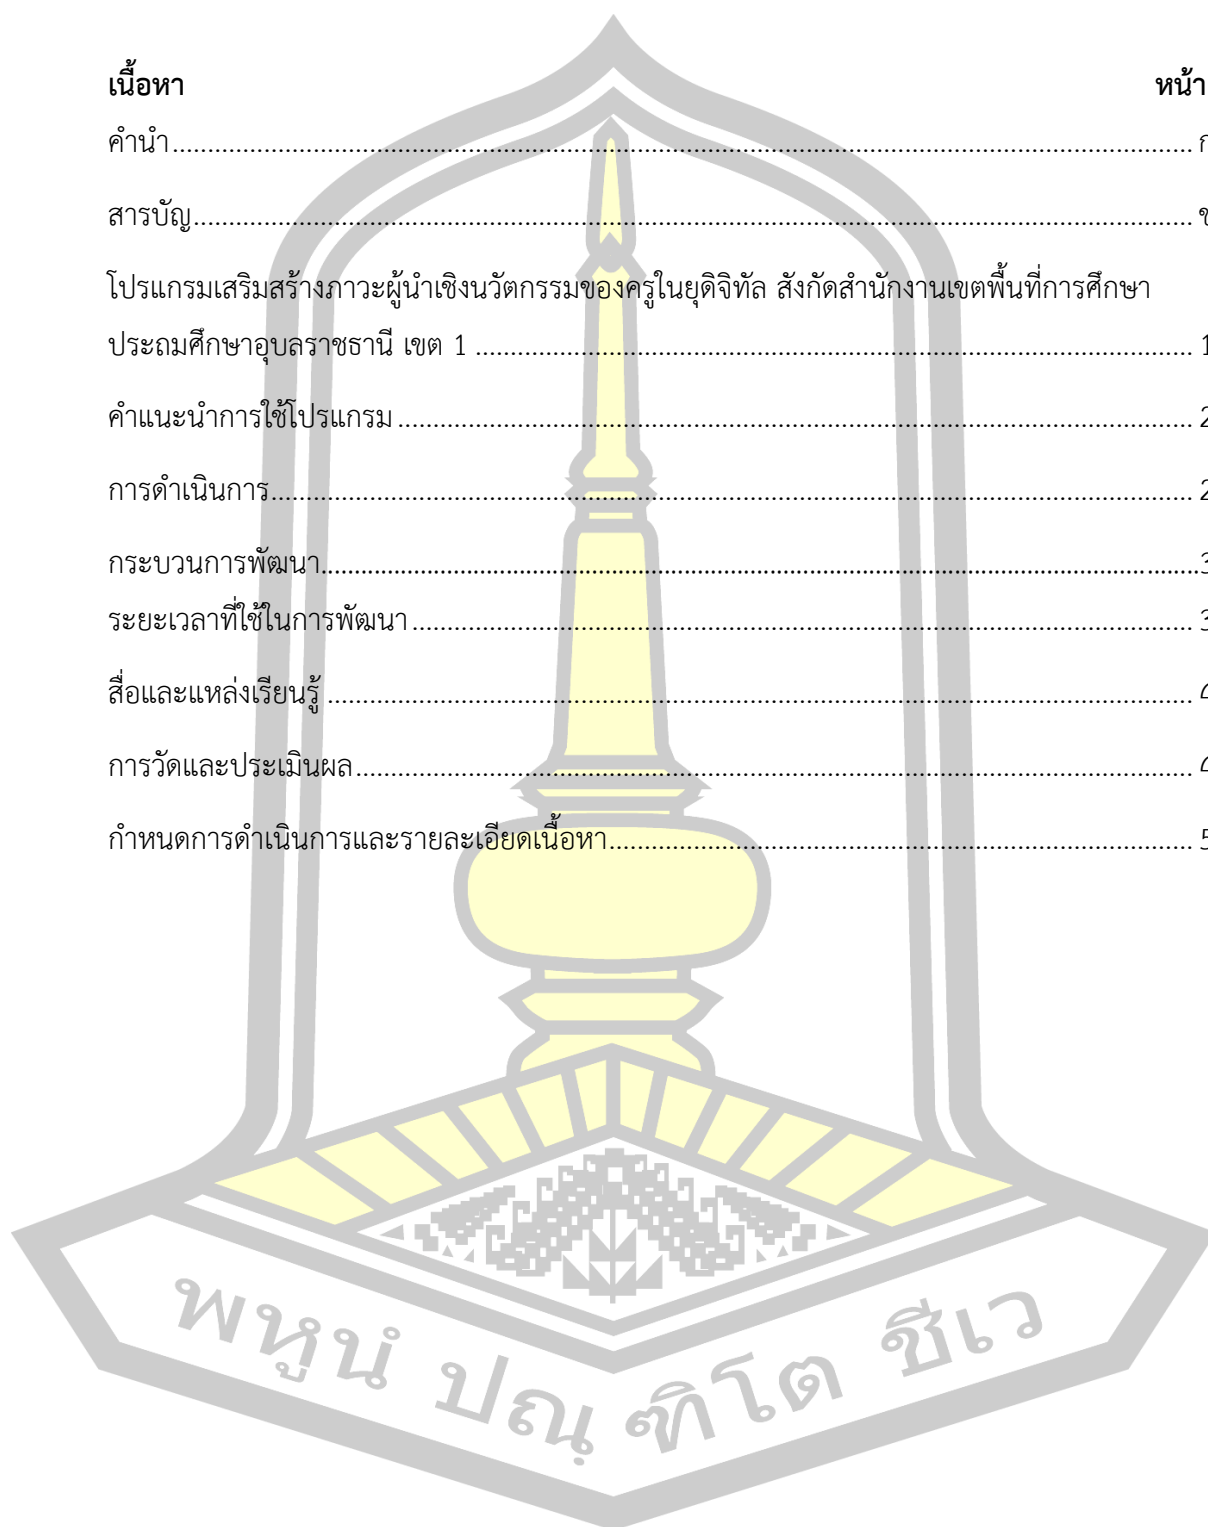 เนื้อหา หน้า
คำนำ ก
สารบัญ ข
โปรแกรมเสริมสร้างภาวะผู้นำเชิงนวัตกรรมของครูในยุดิจิทัล สังกัดสำนักงานเขตพื้นที่การศึกษา
ประถมศึกษาอุบลราชธานี เขต 1 1
คำแนะนำการใช้โปรแกรม 2
การดำเนินการ 2
กระบวนการพัฒนา 3
ระยะเวลาที่ใช้ในการพัฒนา 3
สื่อและแหล่งเรียนรู้ 4
การวัดและประเมินผล 4
กำหนดการดำเนินการและรายละเอียดเนื้อหา 5
พหูนํ ปณฺฑิโต ชีเว